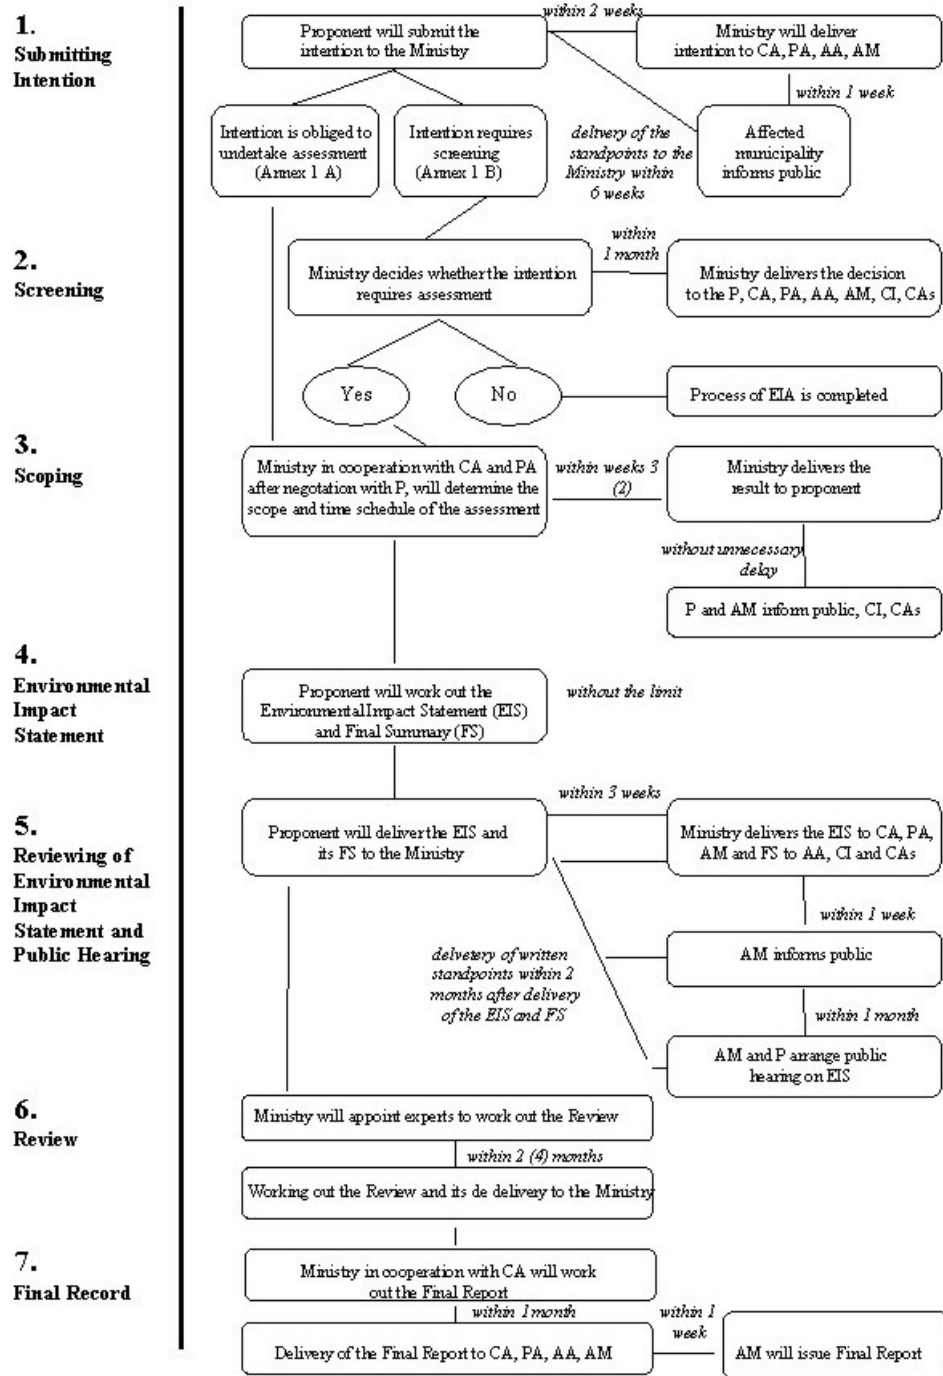 1.
Submitting
Intention
Proponent will submit the
intention to the Ministry
within 2 weeks
Ministry will deliver
intention to CA, PA, AA, AM
within 1 week
Intention is obliged to
undertake assessment
(Annex 1 A)
Intention requires
screening
(Annex 1 B)
delivery of the
standpoints to the
Ministry within
6 weeks
Affected
municipality
informs public
2.
Screening
Ministry decides whether the intention
requires assessment
within
1 month
Ministry delivers the decision
to the P, CA, PA, AA, AM, CI, CAs
Yes
No
Process of EIA is completed
3.
Scoping
Ministry in cooperation with CA and PA
after negotation with P, will determine the
scope and time schedule of the assessment
within weeks 3
(2)
Ministry delivers the
result to proponent
without unnecessary
delay
P and AM inform public, CI, CAs
4.
Environmental
Impact
Statement
Proponent will work out the
Environmental Impact Statement (EIS)
and Final Summary (FS)
without the limit
5.
Reviewing of
Environmental
Impact
Statement and
Public Hearing
Proponent will deliver the EIS and
its FS to the Ministry
within 3 weeks
Ministry delivers the EIS to CA, PA,
AM and FS to AA, CI and CAs
within 1 week
delvetery of written
standpoints within 2
months after delivery
of the EIS and FS
AM informs public
within 1 month
AM and P arrange public
hearing on EIS
6.
Review
Ministry will appoint experts to work out the Review
within 2 (4) months
Working out the Review and its de delivery to the Ministry
7.
Final Record
Ministry in cooperation with CA will work
out the Final Report
within 1 month
Delivery of the Final Report to CA, PA, AA, AM
within 1
week
AM will issue Final Report